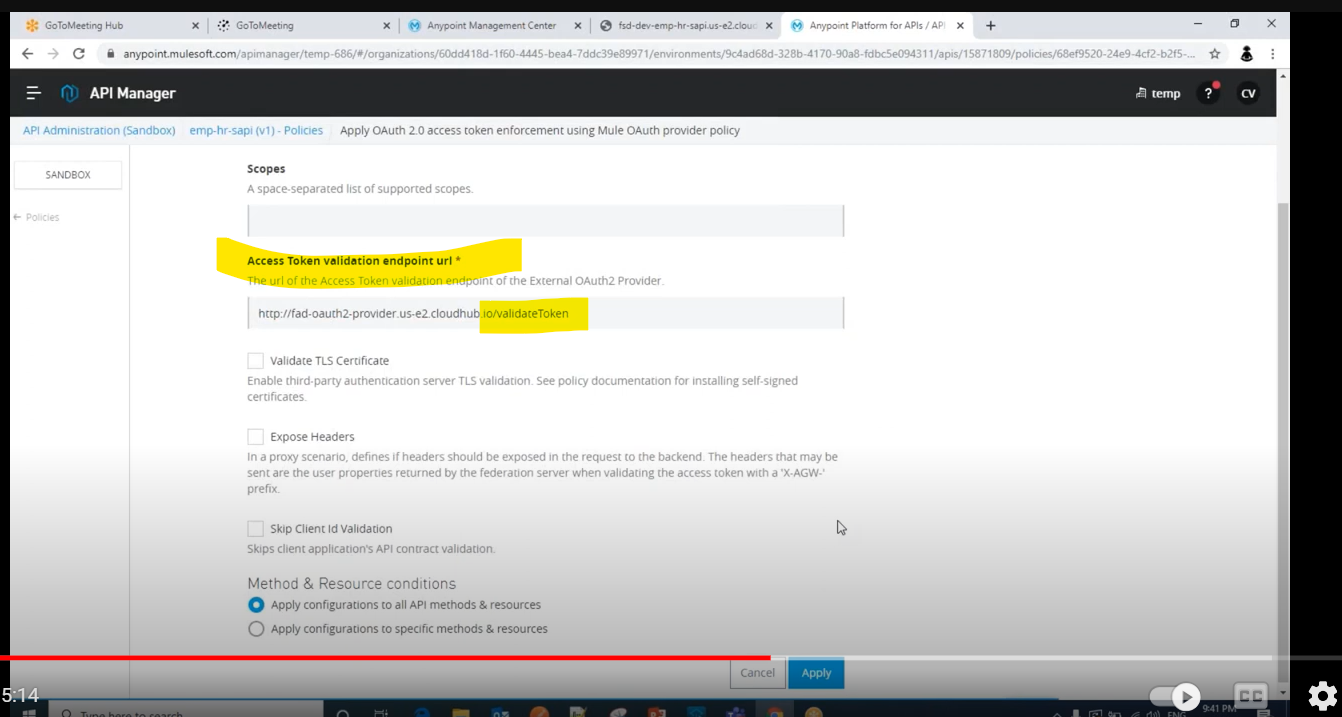 GoToMeeting Hub
GoToMeeting
Anypoint Management Center
fsd-dev-emp-hr-sapi.us-e2.cloud
Anypoint Platform for APIs / API
anypoint.mulesoft.com/apimanager/temp-686/#/organizations/60dd418d-1f60-4445-bea4-7ddc39e89971/environments/9c4ad68d-328b-4170-90a8-fdbc5e094311/apis/15871809/policies/68ef9520-24e9-4cf2-b2f5-...
API Manager
temp
?
CV
API Administration (Sandbox)
emp-hr-sapi (v1) - Policies
Apply OAuth 2.0 access token enforcement using Mule OAuth provider policy
SANDBOX
← Policies
Scopes
A space-separated list of supported scopes.
Access Token validation endpoint url *
The url of the Access Token validation endpoint of the External OAuth2 Provider.
http://fad-oauth2-provider.us-e2.cloudhub.io/validateToken
Validate TLS Certificate
Enable third-party authentication server TLS validation. See policy documentation for installing self-signed
certificates.
Expose Headers
In a proxy scenario, defines if headers should be exposed in the request to the backend. The headers that may be
sent are the user properties returned by the federation server when validating the access token with a 'X-AGW-'
prefix.
Skip Client Id Validation
Skips client application's API contract validation.
Method & Resource conditions
Apply configurations to all API methods & resources
Apply configurations to specific methods & resources
Cancel
Apply
5:14
CC
Type here to search
ENG
9:41 PM